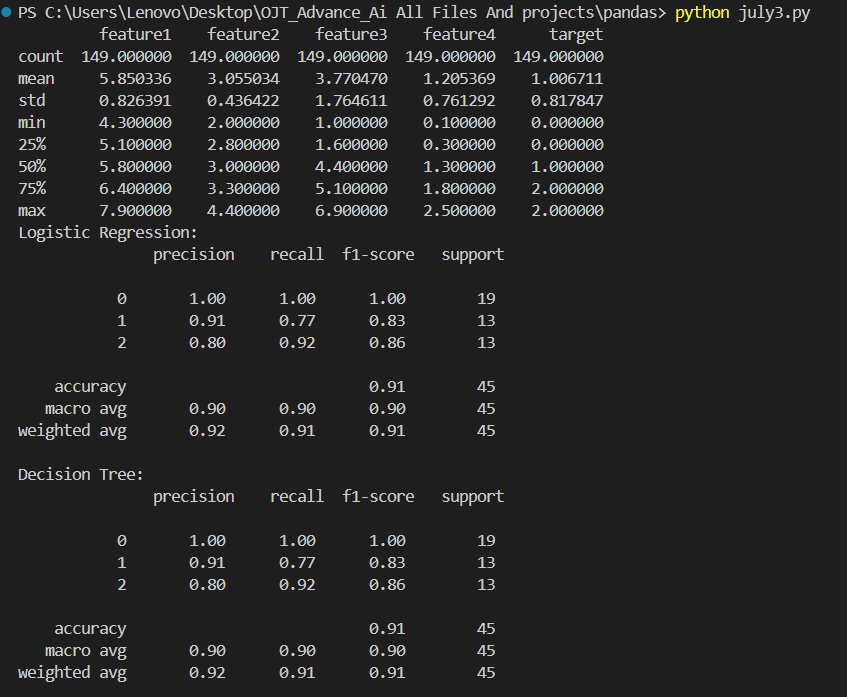 PS C:\Users\Lenovo\Desktop\OJT_Advance_Ai All Files And projects\pandas> python july3.py
feature1 feature2 feature3 feature4 target
count 149.000000 149.000000 149.000000 149.000000 149.000000
mean 5.850336 3.055034 3.770470 1.205369 1.006711
std 0.826391 0.436422 1.764611 0.761292 0.817847
min 4.300000 2.000000 1.000000 0.100000 0.000000
25% 5.100000 2.800000 1.600000 0.300000 0.000000
50% 5.800000 3.000000 4.400000 1.300000 1.000000
75% 6.400000 3.300000 5.100000 1.800000 2.000000
max 7.900000 4.400000 6.900000 2.500000 2.000000
Logistic Regression:
precision recall f1-score support
0 1.00 1.00 1.00 19
1 0.91 0.77 0.83 13
2 0.80 0.92 0.86 13
accuracy 0.91 45
macro avg 0.90 0.90 0.90 45
weighted avg 0.92 0.91 0.91 45
Decision Tree:
precision recall f1-score support
0 1.00 1.00 1.00 19
1 0.91 0.77 0.83 13
2 0.80 0.92 0.86 13
accuracy 0.91 45
macro avg 0.90 0.90 0.90 45
weighted avg 0.92 0.91 0.91 45